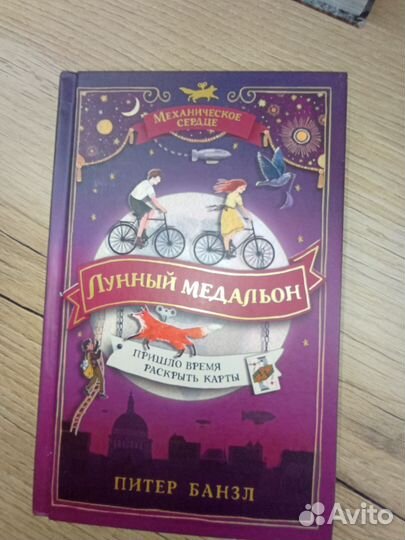 Механическое
сердце
Лунный медальон
Пришло время
раскрыть карты
Питер Банзл
Avito